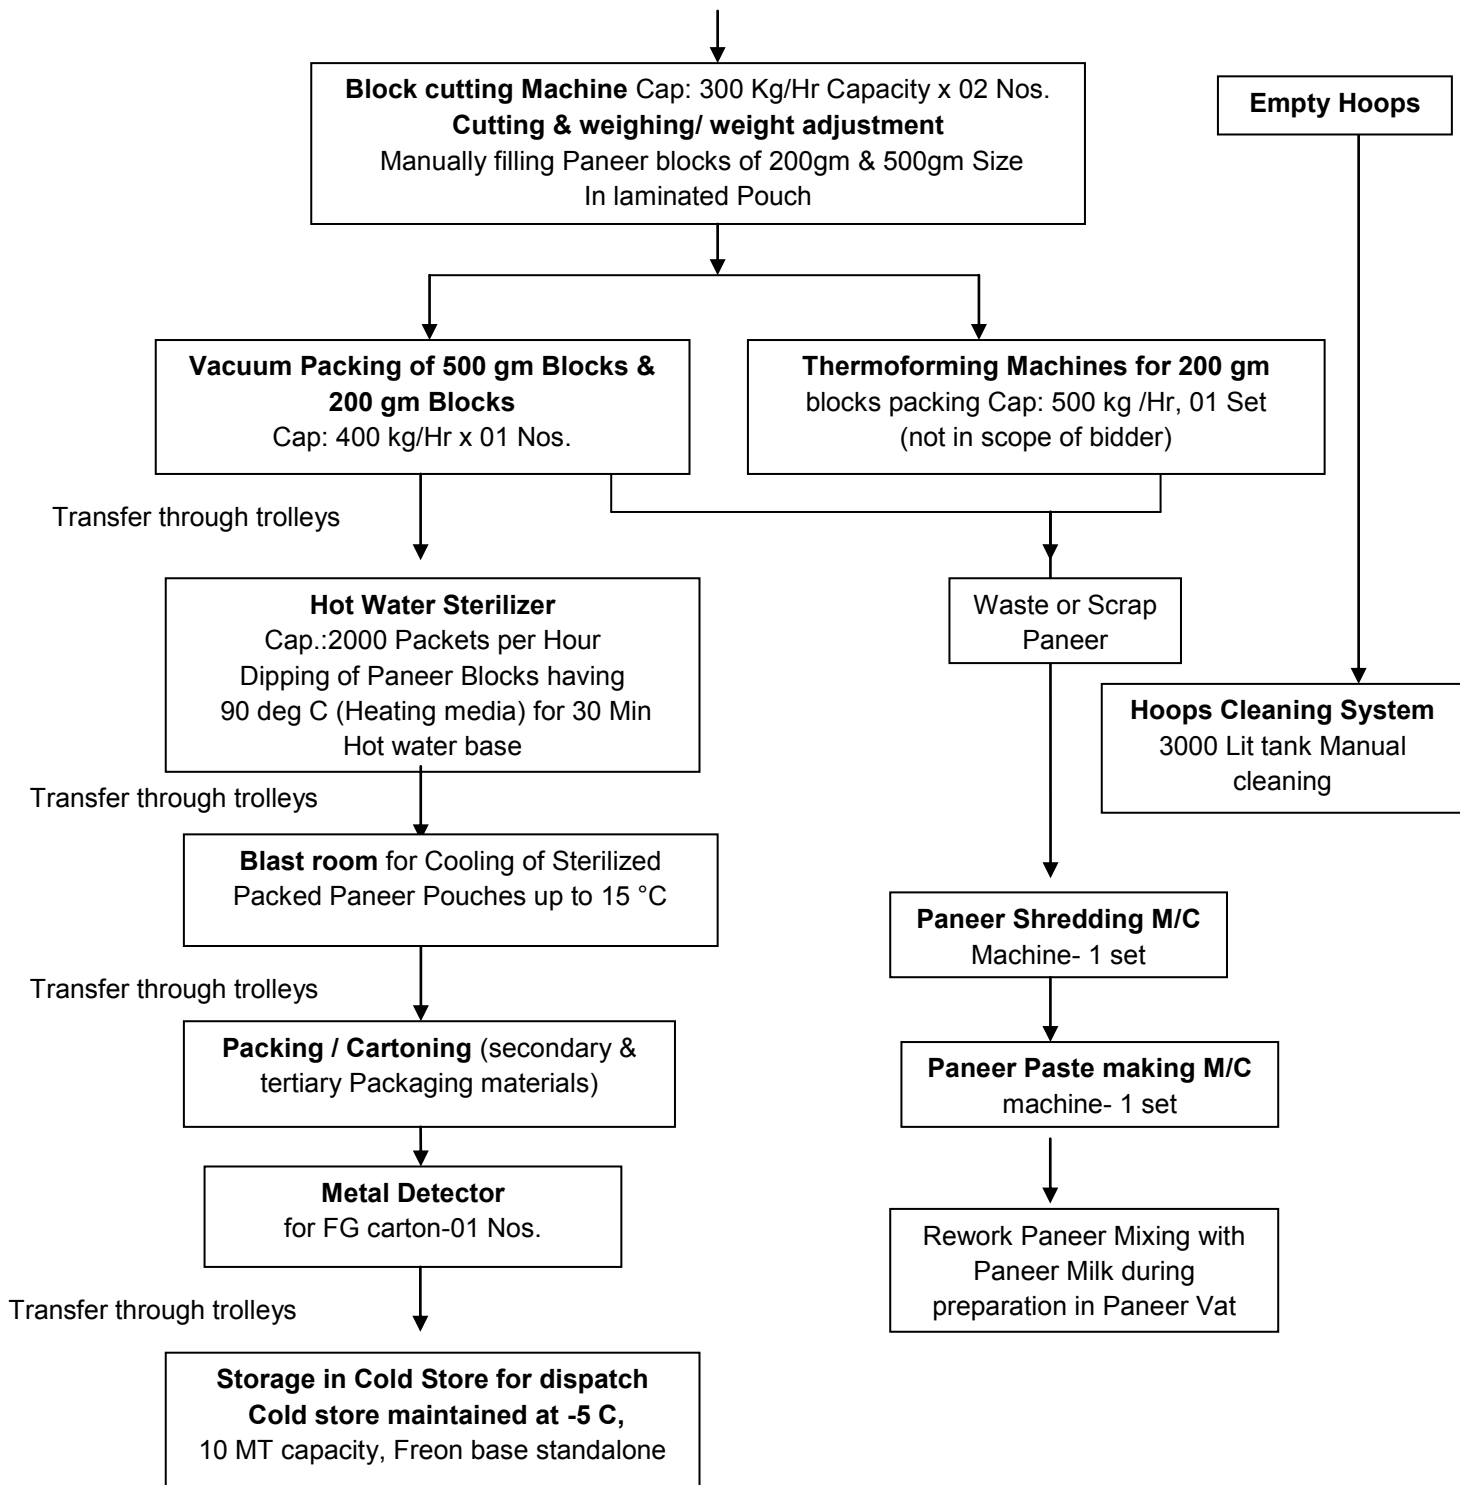 Block cutting Machine Cap: 300 Kg/Hr Capacity x 02 Nos.
Cutting & weighing/ weight adjustment
Manually filling Paneer blocks of 200gm & 500gm Size
In laminated Pouch
Empty Hoops
Vacuum Packing of 500 gm Blocks &
200 gm Blocks
Cap: 400 kg/Hr x 01 Nos.
Thermoforming Machines for 200 gm
blocks packing Cap: 500 kg /Hr, 01 Set
(not in scope of bidder)
Transfer through trolleys
Hot Water Sterilizer
Cap.:2000 Packets per Hour
Dipping of Paneer Blocks having
90 deg C (Heating media) for 30 Min
Hot water base
Waste or Scrap
Paneer
Hoops Cleaning System
3000 Lit tank Manual
cleaning
Transfer through trolleys
Blast room for Cooling of Sterilized
Packed Paneer Pouches up to 15 °C
Paneer Shredding M/C
Machine- 1 set
Transfer through trolleys
Packing / Cartoning (secondary &
tertiary Packaging materials)
Paneer Paste making M/C
machine- 1 set
Metal Detector
for FG carton-01 Nos.
Rework Paneer Mixing with
Paneer Milk during
preparation in Paneer Vat
Transfer through trolleys
Storage in Cold Store for dispatch
Cold store maintained at -5 C,
10 MT capacity, Freon base standalone